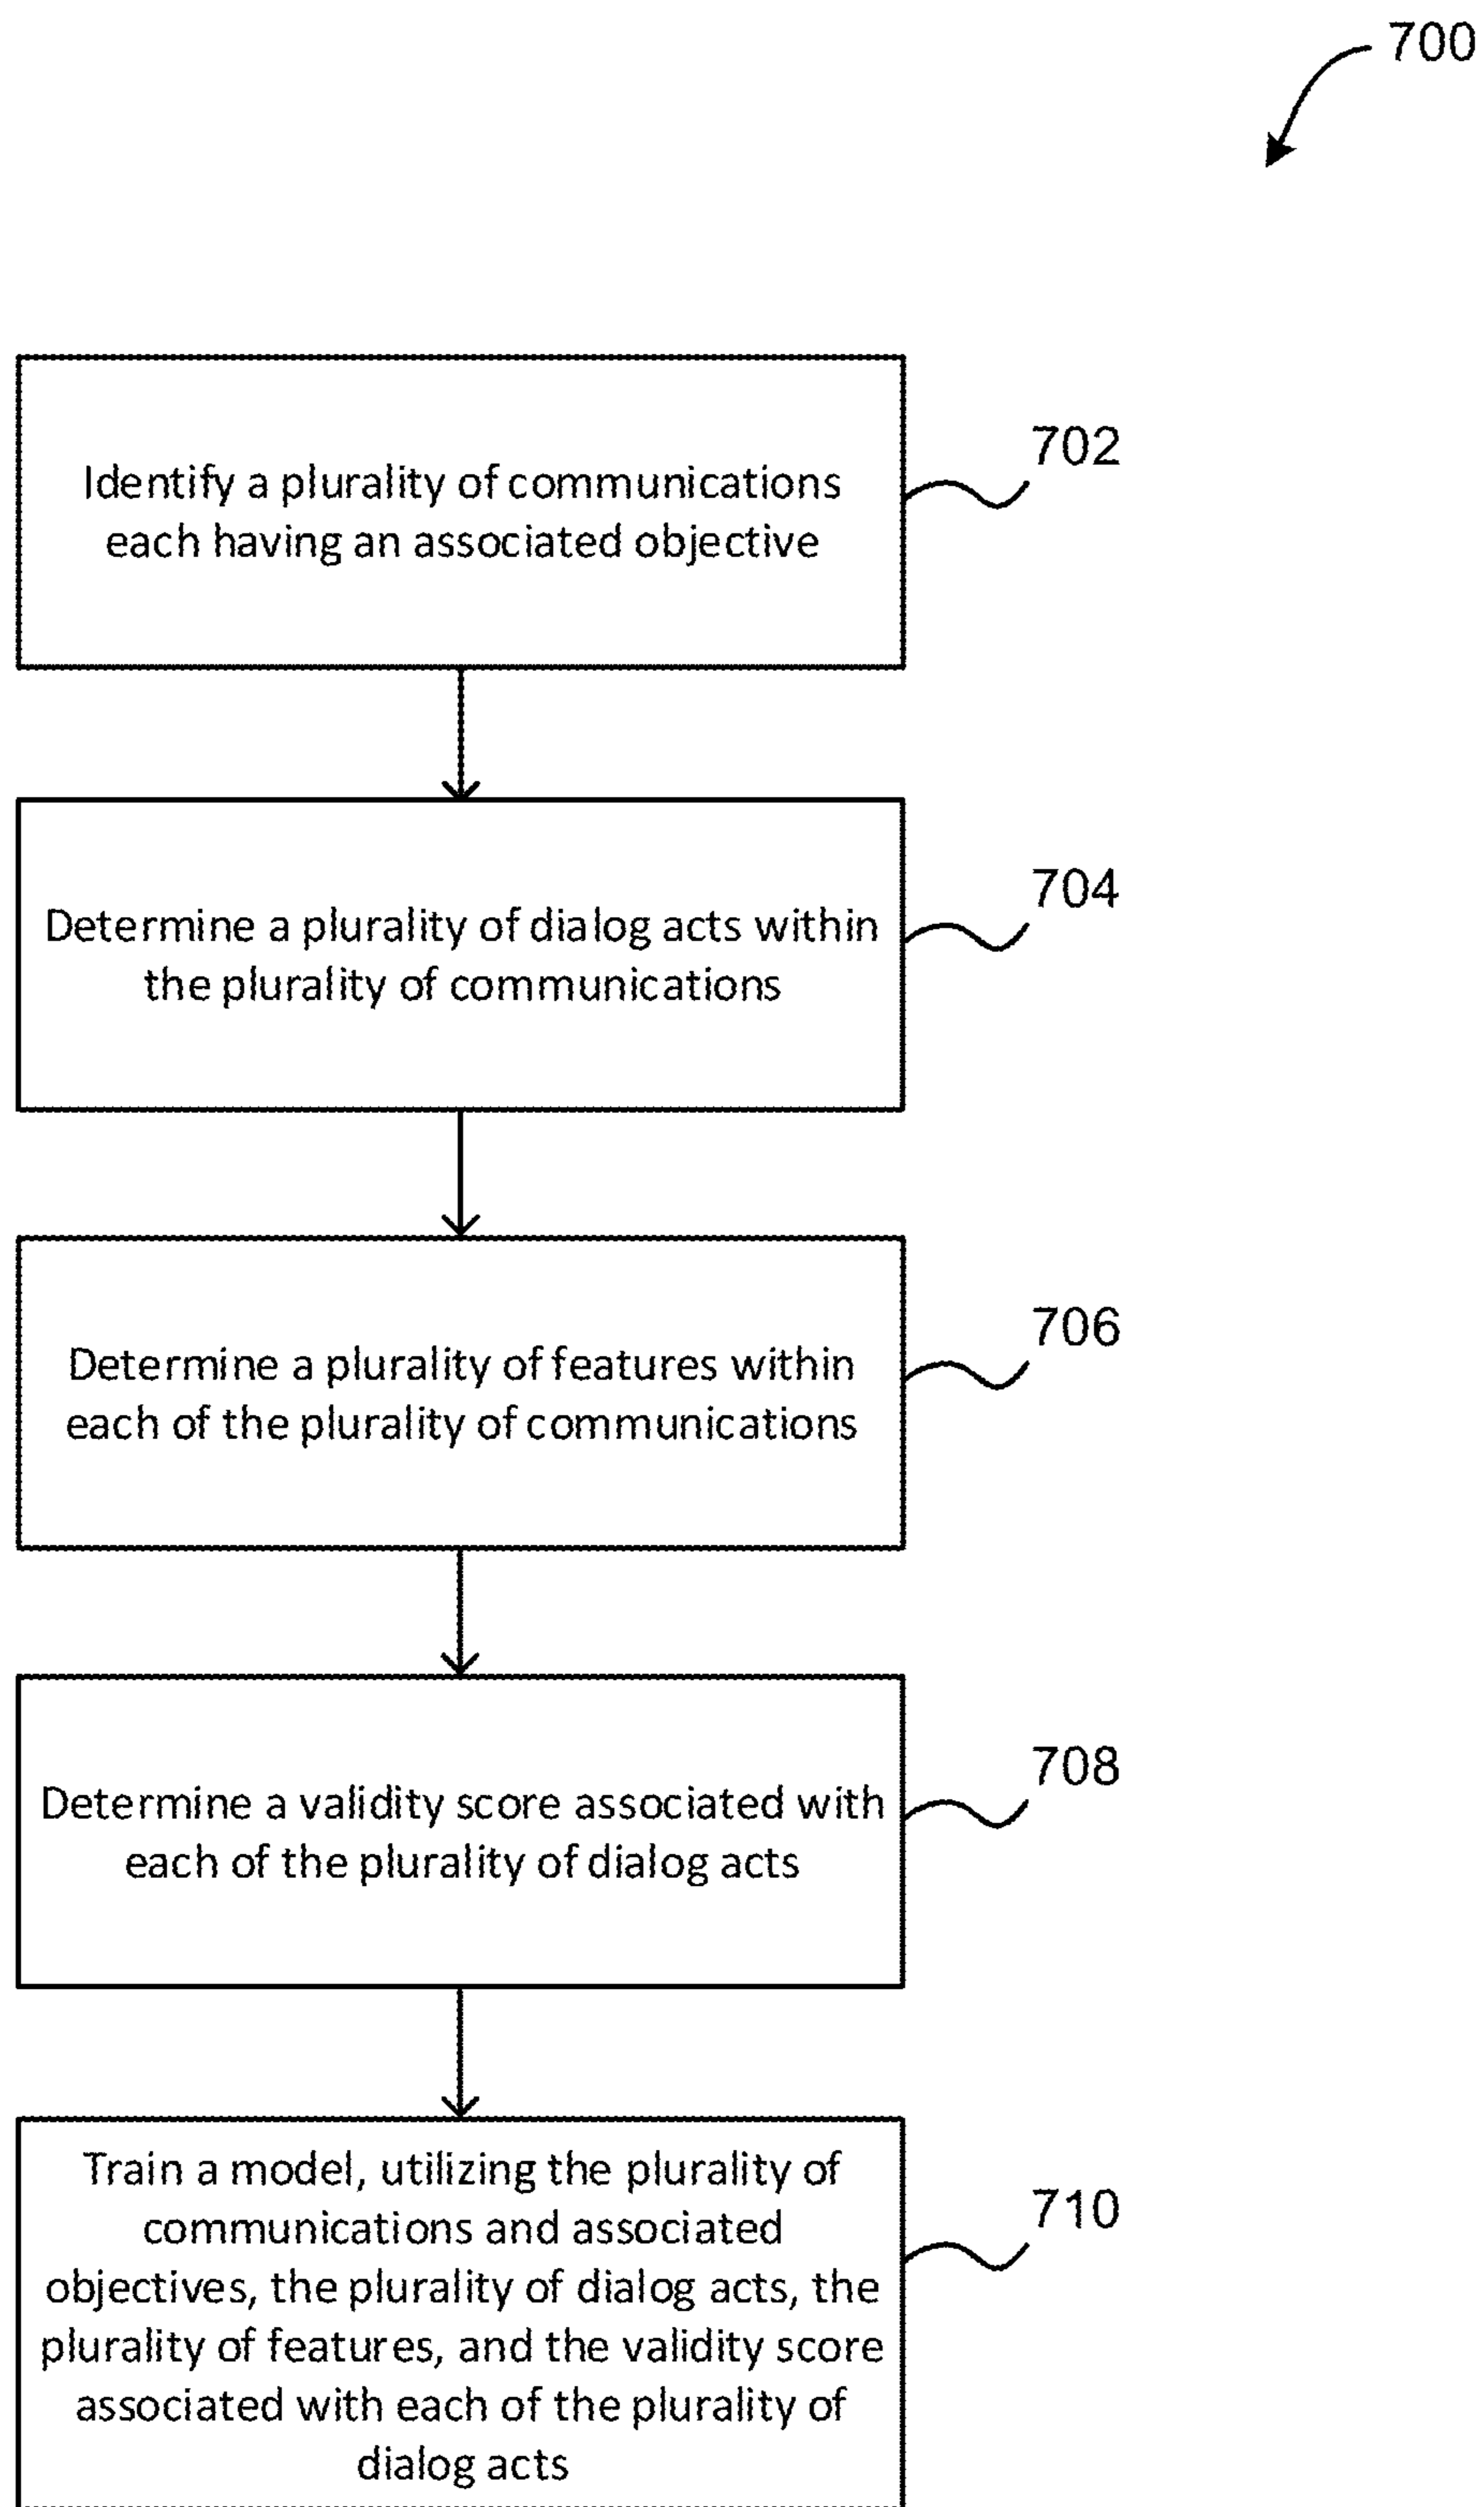 700
Identify a plurality of communications
each having an associated objective
702
Determine a plurality of dialog acts within
the plurality of communications
704
Determine a plurality of features within
each of the plurality of communications
706
Determine a validity score associated with
each of the plurality of dialog acts
708
Train a model, utilizing the plurality of
communications and associated
objectives, the plurality of dialog acts, the
plurality of features, and the validity score
associated with each of the plurality of
dialog acts
710